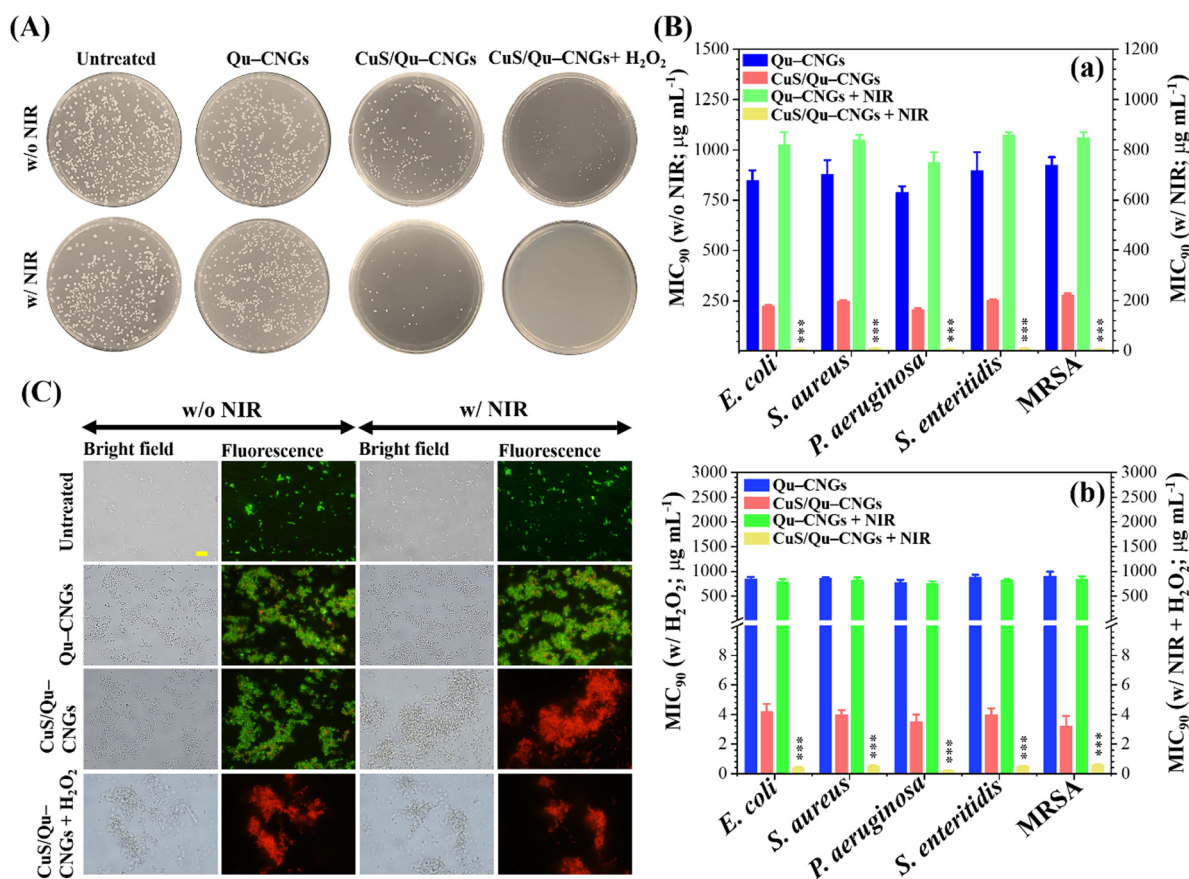 (A)
Untreated
Qu–CNGs
CuS/Qu–CNGs
CuS/Qu–CNGs+ H₂O₂
w/o NIR
w/ NIR
(B)
(a)
Qu–CNGs
CuS/Qu–CNGs
Qu–CNGs + NIR
CuS/Qu–CNGs + NIR
MIC₉₀ (w/o NIR; μg mL⁻¹)
1500
1250
1000
750
500
250
MIC₉₀ (w/ NIR; μg mL⁻¹)
1200
1000
800
600
400
200
0
***
***
***
***
***
E. coli
S. aureus
P. aeruginosa
S. enteritidis
MRSA
(C)
w/o NIR
w/ NIR
Bright field
Fluorescence
Bright field
Fluorescence
Untreated
Qu–CNGs
CuS/Qu–
CNGs
CuS/Qu–
CNGs + H₂O₂
(b)
Qu–CNGs
CuS/Qu–CNGs
Qu–CNGs + NIR
CuS/Qu–CNGs + NIR
MIC₉₀ (w/ H₂O₂; μg mL⁻¹)
3000
2500
2000
1500
1000
500
8
6
4
2
0
MIC₉₀ (w/ NIR + H₂O₂; μg mL⁻¹)
3000
2500
2000
1500
1000
500
8
6
4
2
0
***
***
***
***
***
E. coli
S. aureus
P. aeruginosa
S. enteritidis
MRSA